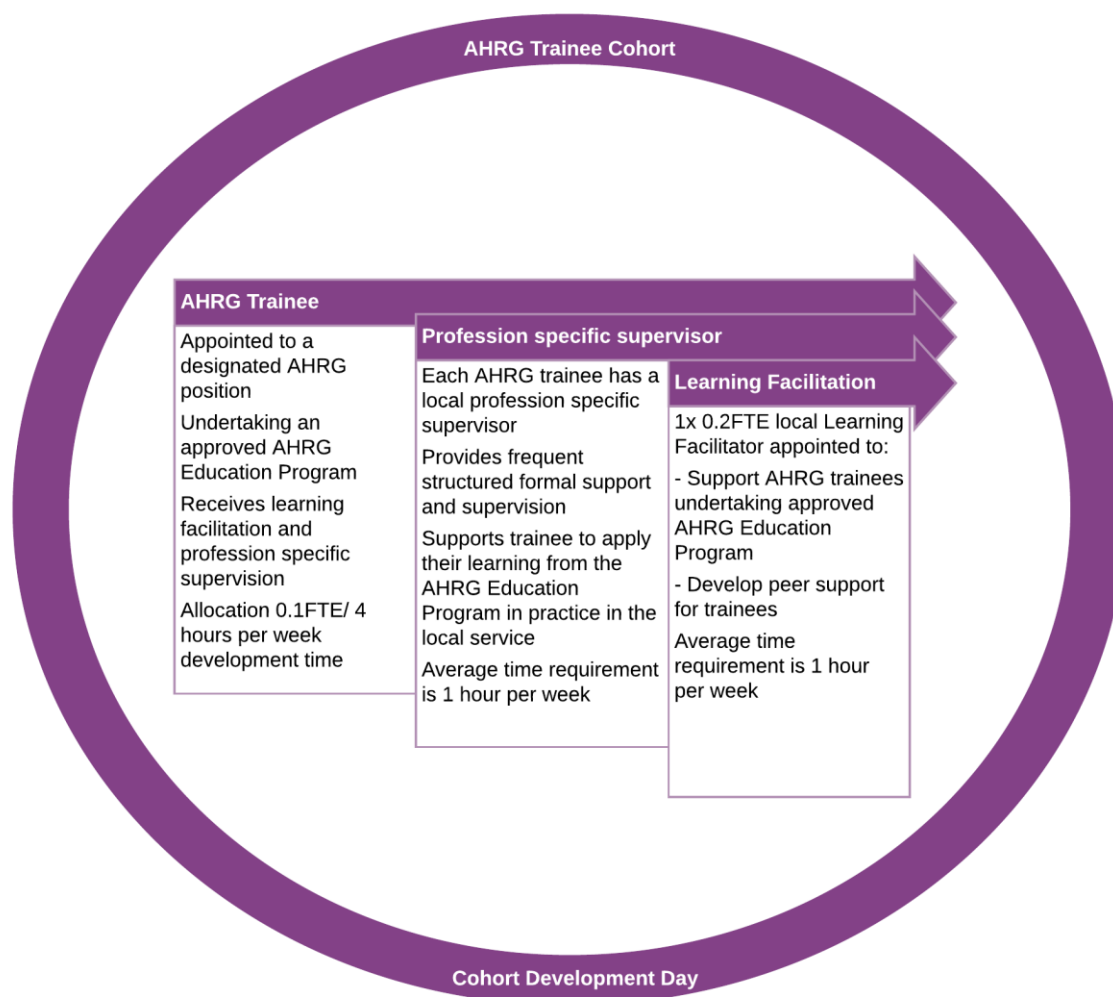 AHRG Trainee Cohort
AHRG Trainee
Appointed to a
designated AHRG
position
Undertaking an
approved AHRG
Education Program
Receives learning
facilitation and
profession specific
supervision
Allocation 0.1FTE/ 4
hours per week
development time
Profession specific supervisor
Each AHRG trainee has a
local profession specific
supervisor
Provides frequent
structured formal support
and supervision
Supports trainee to apply
their learning from the
AHRG Education
Program in practice in the
local service
Average time requirement
is 1 hour per week
Learning Facilitation
1x 0.2FTE local Learning
Facilitator appointed to:
- Support AHRG trainees
undertaking approved
AHRG Education
Program
- Develop peer support
for trainees
Average time
requirement is 1 hour
per week
Cohort Development Day